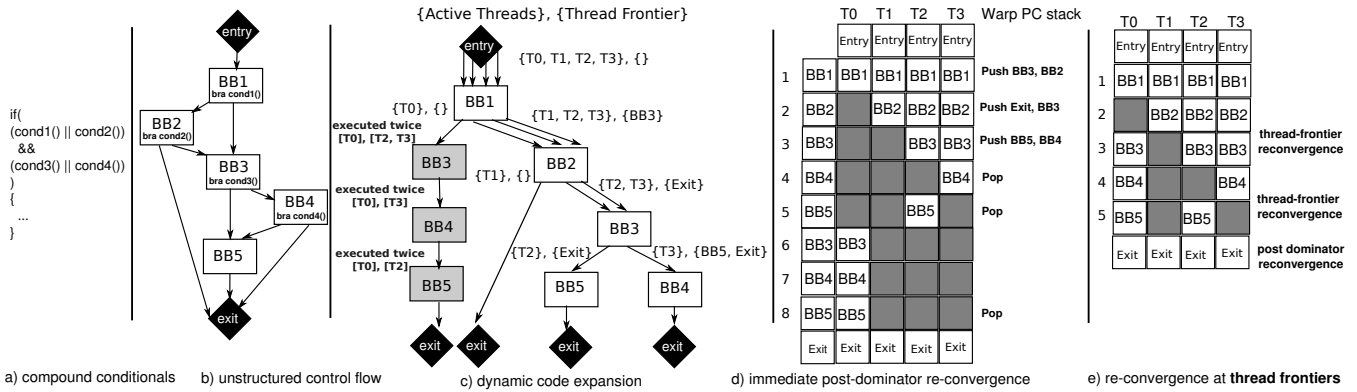 if(
(cond1() || cond2())
&&
(cond3() || cond4())
)
{
...
}
a) compound conditionals
entry
BB1
bra cond1()
BB2
bra cond2()
BB3
bra cond3()
BB4
bra cond4()
BB5
exit
b) unstructured control flow
{Active Threads}, {Thread Frontier}
entry
{T0, T1, T2, T3}, {}
BB1
{T0}, {}
{T1, T2, T3}, {BB3}
executed twice
[T0], [T2, T3]
BB3
BB2
{T1}, {}
{T2, T3}, {Exit}
executed twice
[T0], [T3]
BB4
BB3
executed twice
[T0], [T2]
{T2}, {Exit}
{T3}, {BB5, Exit}
BB5
BB5
BB4
exit
exit
exit
exit
c) dynamic code expansion
T0 T1 T2 T3 Warp PC stack
Entry Entry Entry Entry
1 BB1 BB1 BB1 BB1 BB1 Push BB3, BB2
2 BB2 BB2 BB2 BB2 Push Exit, BB3
3 BB3 BB3 BB3 Push BB5, BB4
4 BB4 BB4 Pop
5 BB5 BB5 Pop
6 BB3 BB3
7 BB4 BB4
8 BB5 BB5 Pop
Exit Exit Exit Exit Exit
d) immediate post-dominator re-convergence
T0 T1 T2 T3
Entry Entry Entry Entry
1 BB1 BB1 BB1 BB1
2 BB2 BB2 BB2
3 BB3 BB3 BB3
thread-frontier
reconvergence
4 BB4 BB4
5 BB5 BB5
thread-frontier
reconvergence
Exit Exit Exit Exit
post dominator
reconvergence
e) re-convergence at thread frontiers